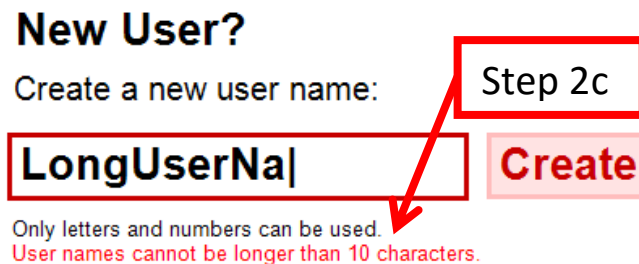 New User?
Create a new user name:
Step 2c
LongUserNa
Create
Only letters and numbers can be used.
User names cannot be longer than 10 characters.